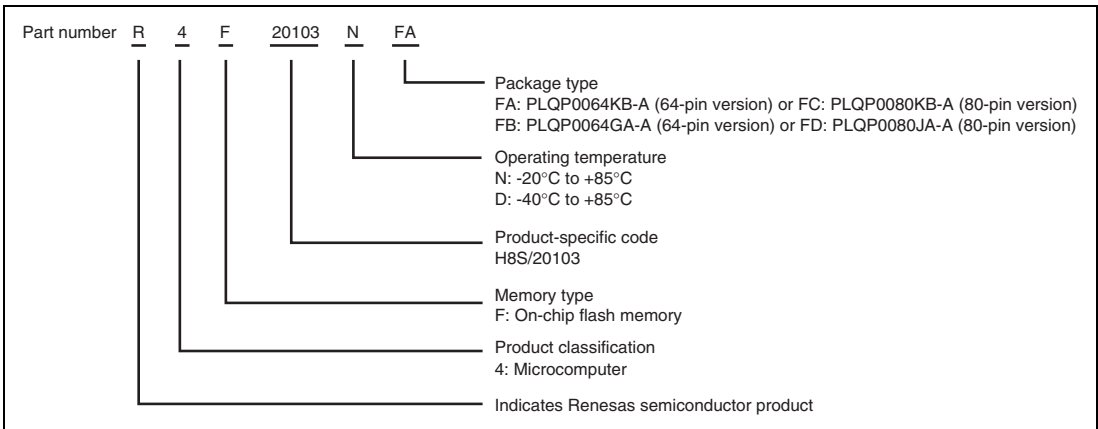 Part number R 4 F 20103 N FA
Package type
FA: PLQP0064KB-A (64-pin version) or FC: PLQP0080KB-A (80-pin version)
FB: PLQP0064GA-A (64-pin version) or FD: PLQP0080JA-A (80-pin version)
Operating temperature
N: -20°C to +85°C
D: -40°C to +85°C
Product-specific code
H8S/20103
Memory type
F: On-chip flash memory
Product classification
4: Microcomputer
Indicates Renesas semiconductor product